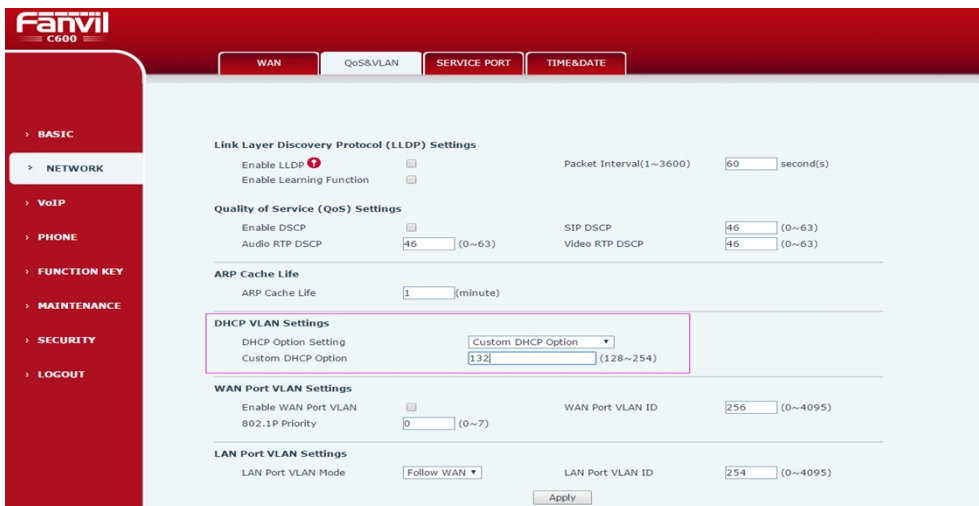 Fanvil
C600
WAN QoS&VLAN SERVICE PORT TIME&DATE
› BASIC
› NETWORK
› VoIP
› PHONE
› FUNCTION KEY
› MAINTENANCE
› SECURITY
› LOGOUT
Link Layer Discovery Protocol (LLDP) Settings
Enable LLDP Packet Interval(1~3600) 60 second(s)
Enable Learning Function
Quality of Service (QoS) Settings
Enable DSCP SIP DSCP 46 (0~63)
Audio RTP DSCP 46 (0~63) Video RTP DSCP 46 (0~63)
ARP Cache Life
ARP Cache Life 1 (minute)
DHCP VLAN Settings
DHCP Option Setting Custom DHCP Option
Custom DHCP Option 132 (128~254)
WAN Port VLAN Settings
Enable WAN Port VLAN WAN Port VLAN ID 256 (0~4095)
802.1P Priority 0 (0~7)
LAN Port VLAN Settings
LAN Port VLAN Mode Follow WAN LAN Port VLAN ID 254 (0~4095)
Apply